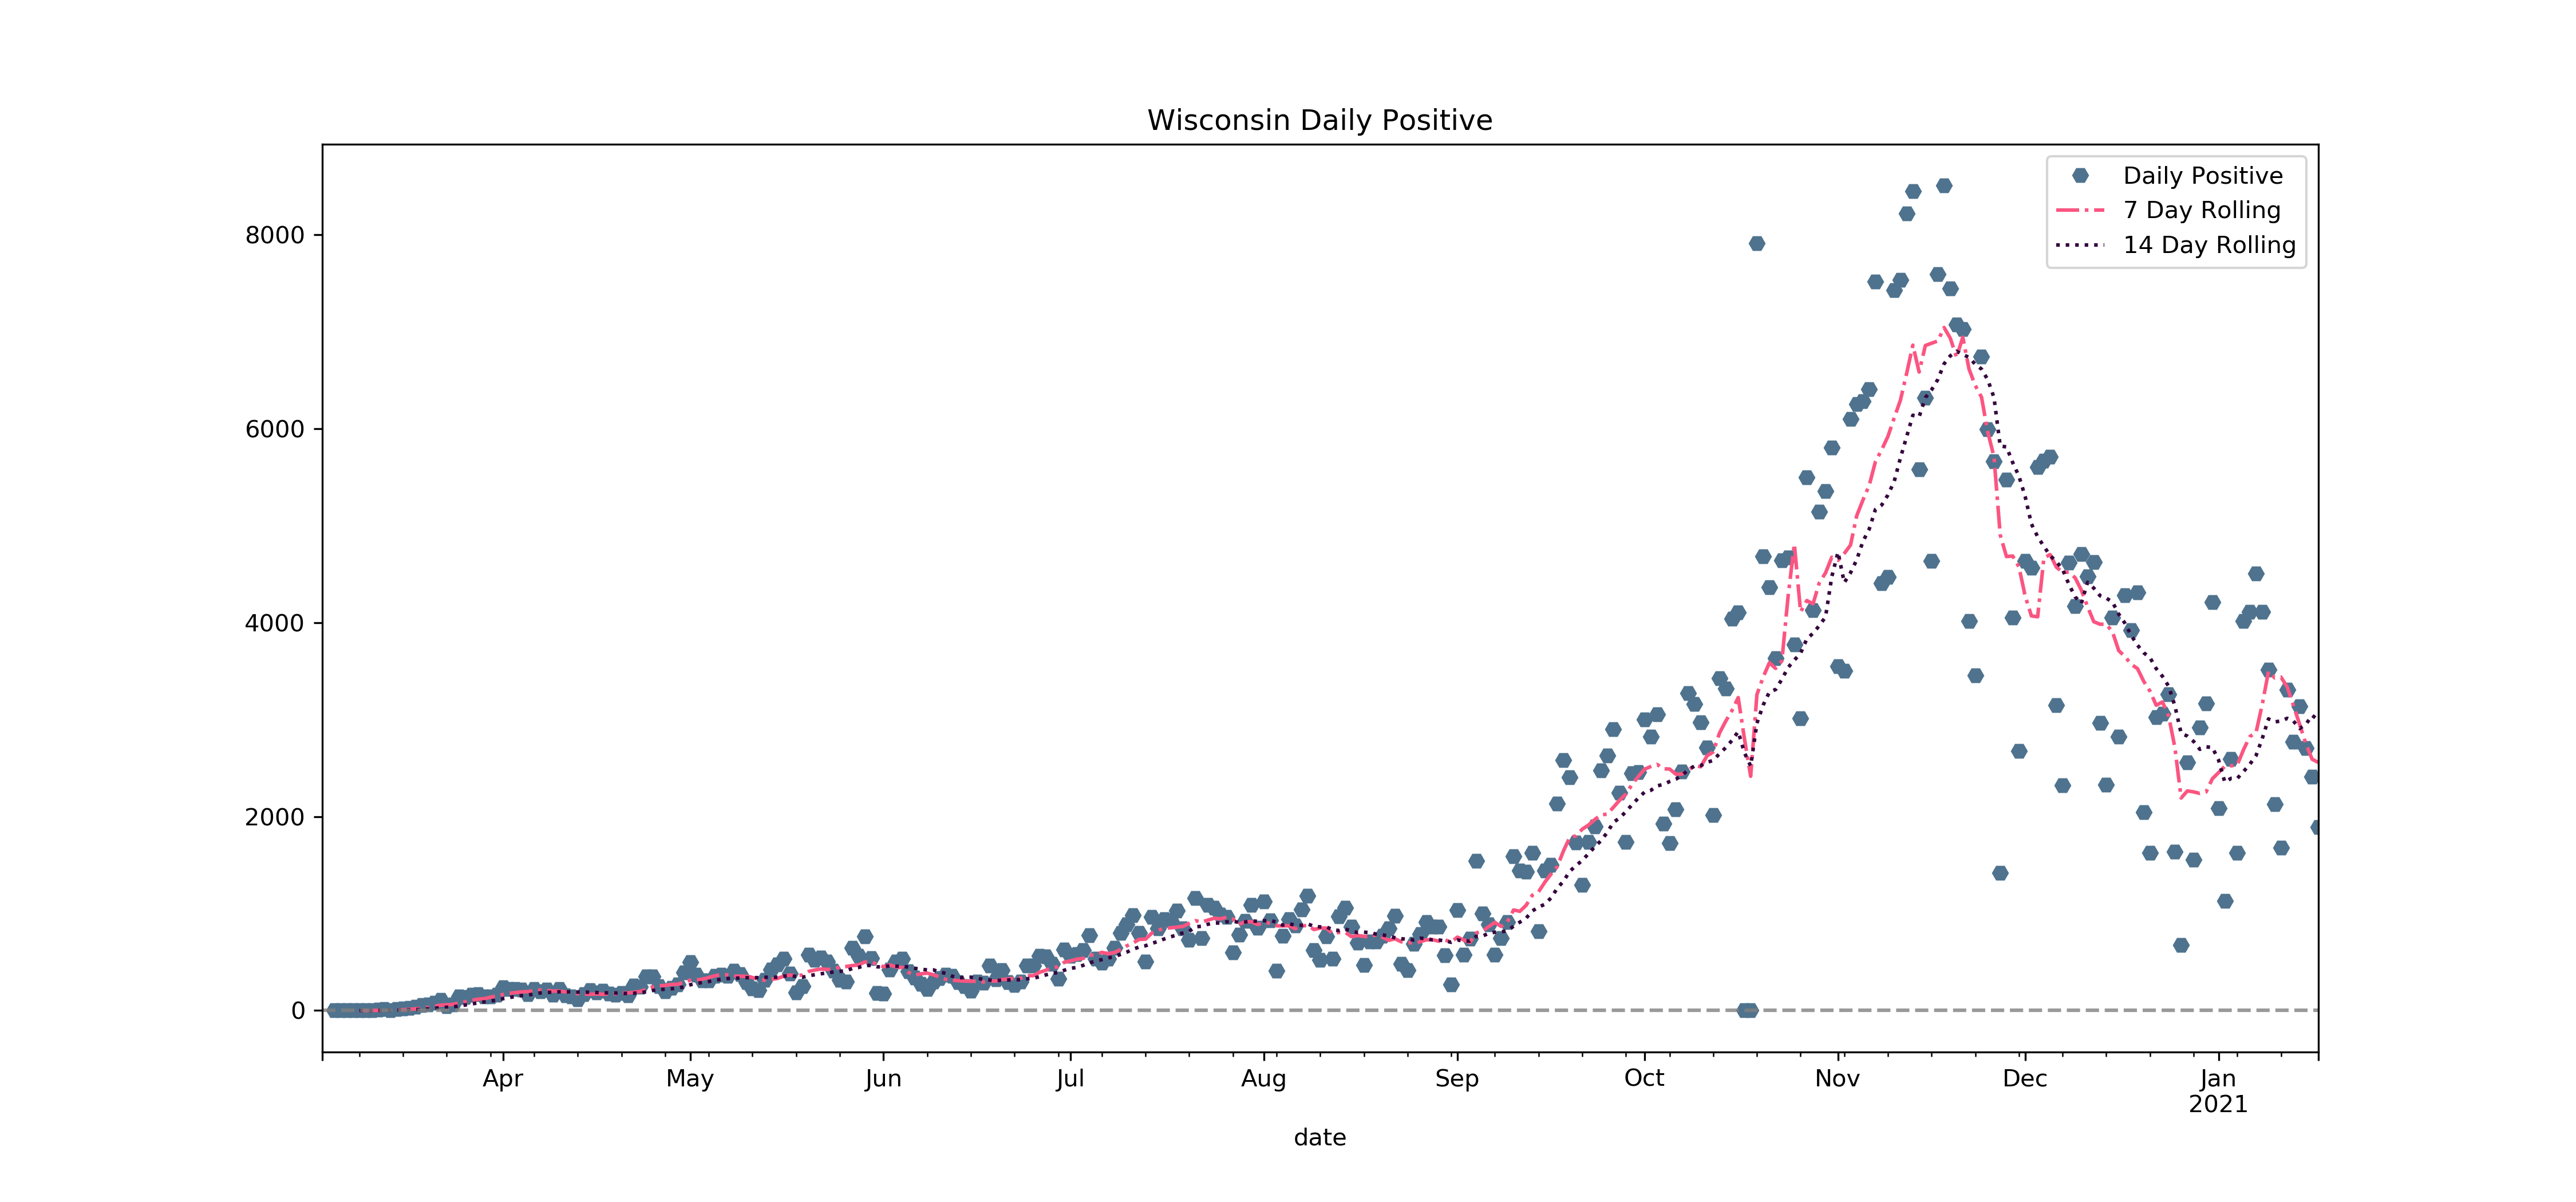 Wisconsin Daily Positive
Daily Positive
7 Day Rolling
14 Day Rolling
8000
6000
4000
2000
0
Apr May Jun Jul Aug Sep Oct Nov Dec Jan
2021
date